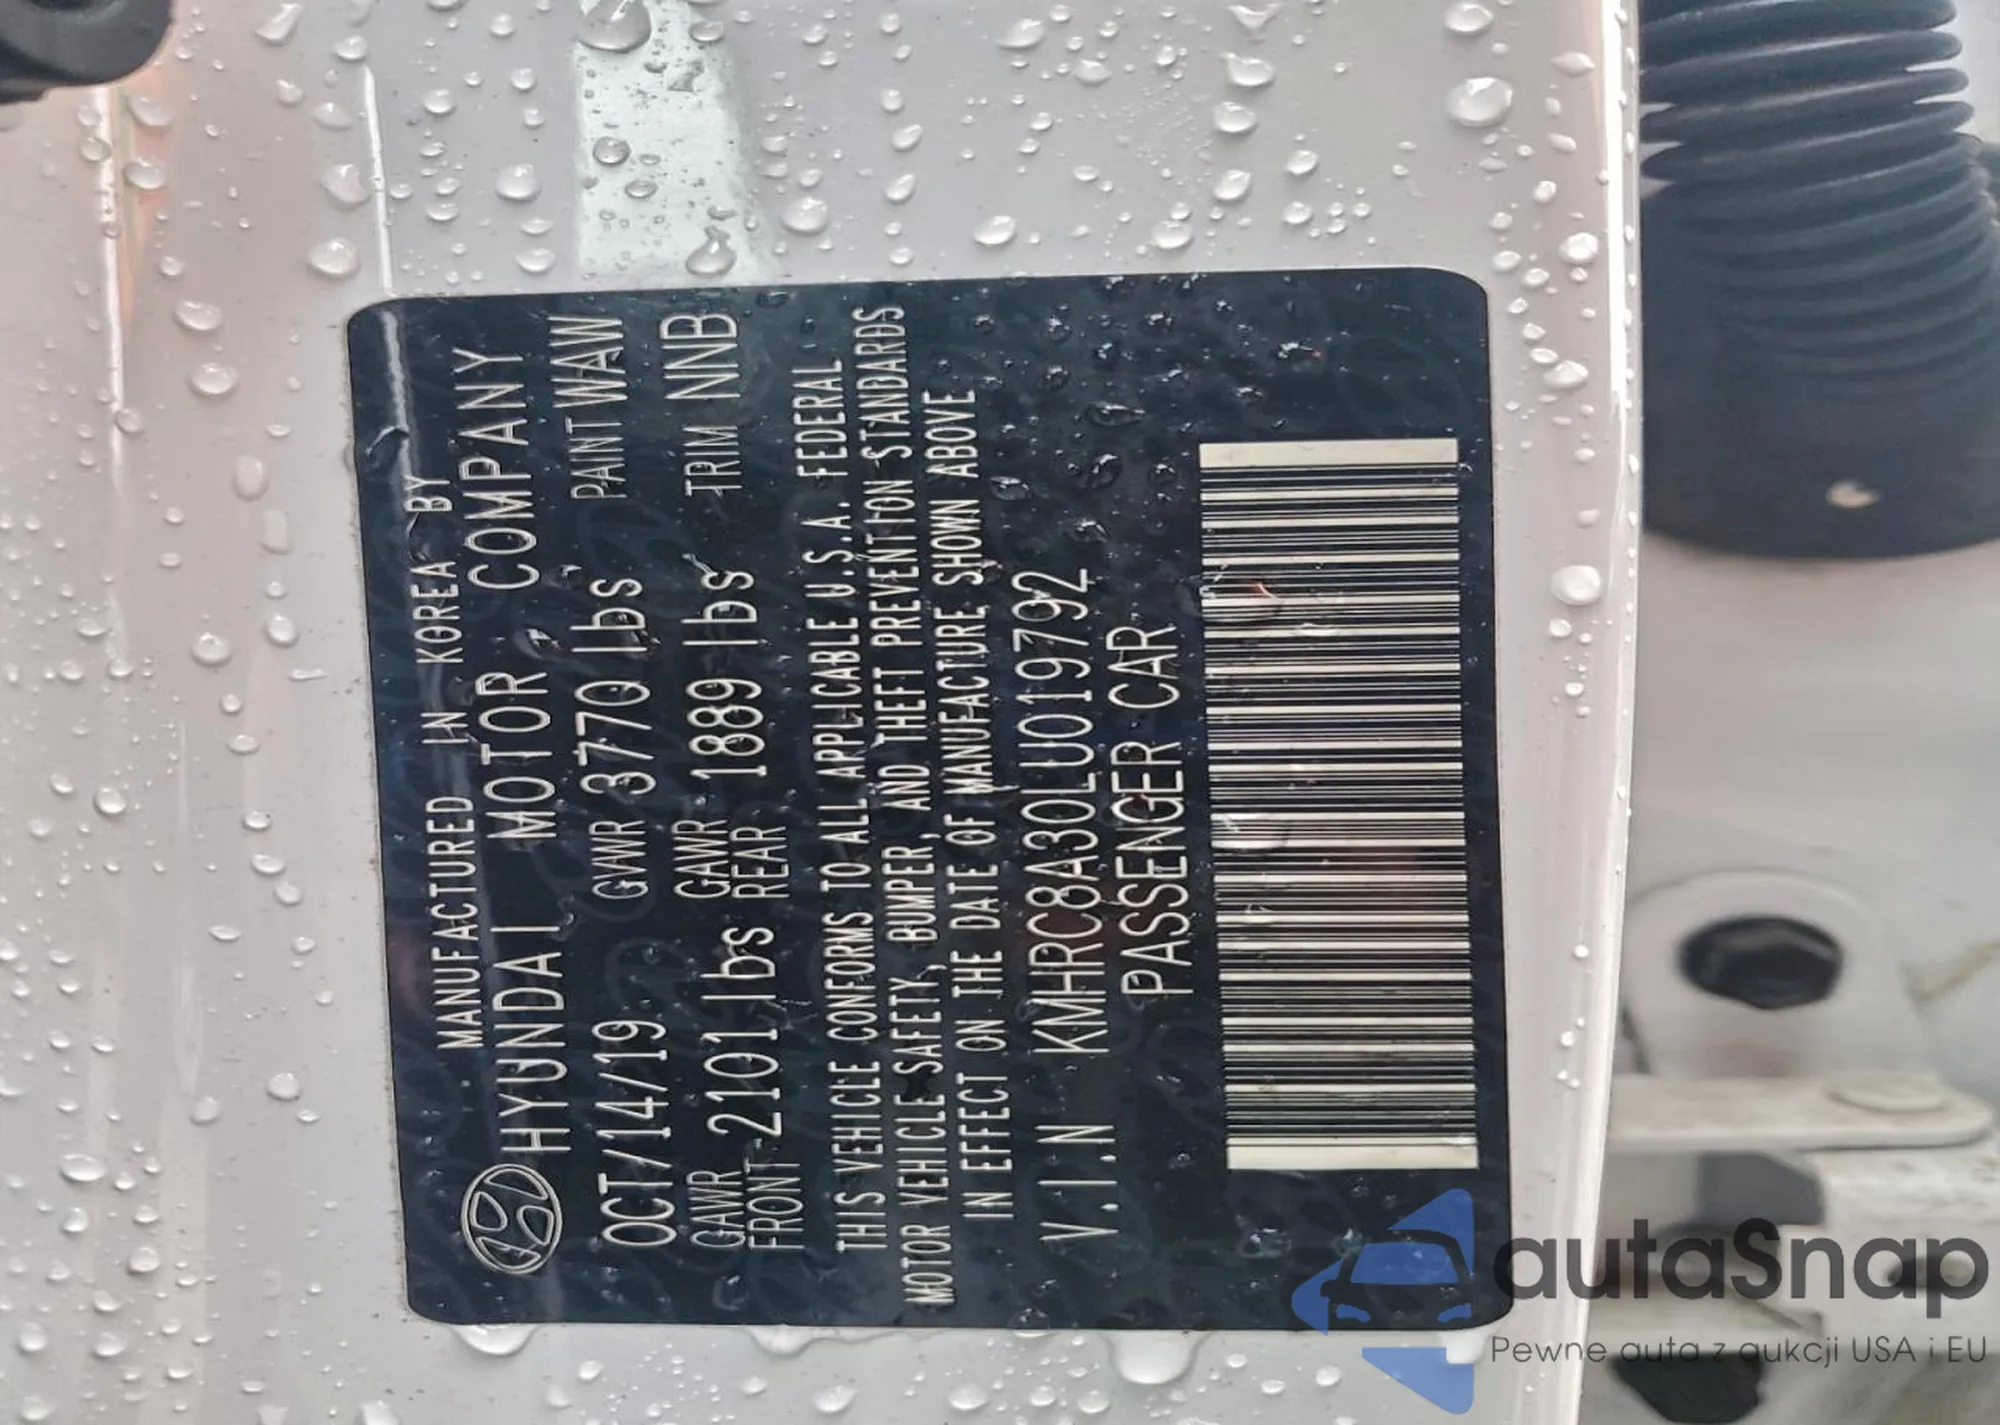 MANUFACTURED IN KOREA BY
HYUNDAI MOTOR COMPANY
OCT/14/19 GVWR 3770 lbs PAINT WAW
GAWR FRONT 2101 lbs GAWR REAR 1889 lbs TRIM NNB
THIS VEHICLE CONFORMS TO ALL APPLICABLE U.S.A. FEDERAL
MOTOR VEHICLE SAFETY, BUMPER, AND THEFT PREVENTION STANDARDS
IN EFFECT ON THE DATE OF MANUFACTURE SHOWN ABOVE
V.I.N KMHRC8A30LU019792
PASSENGER CAR
autaSnap
Pewne auta z aukcji USA i EU